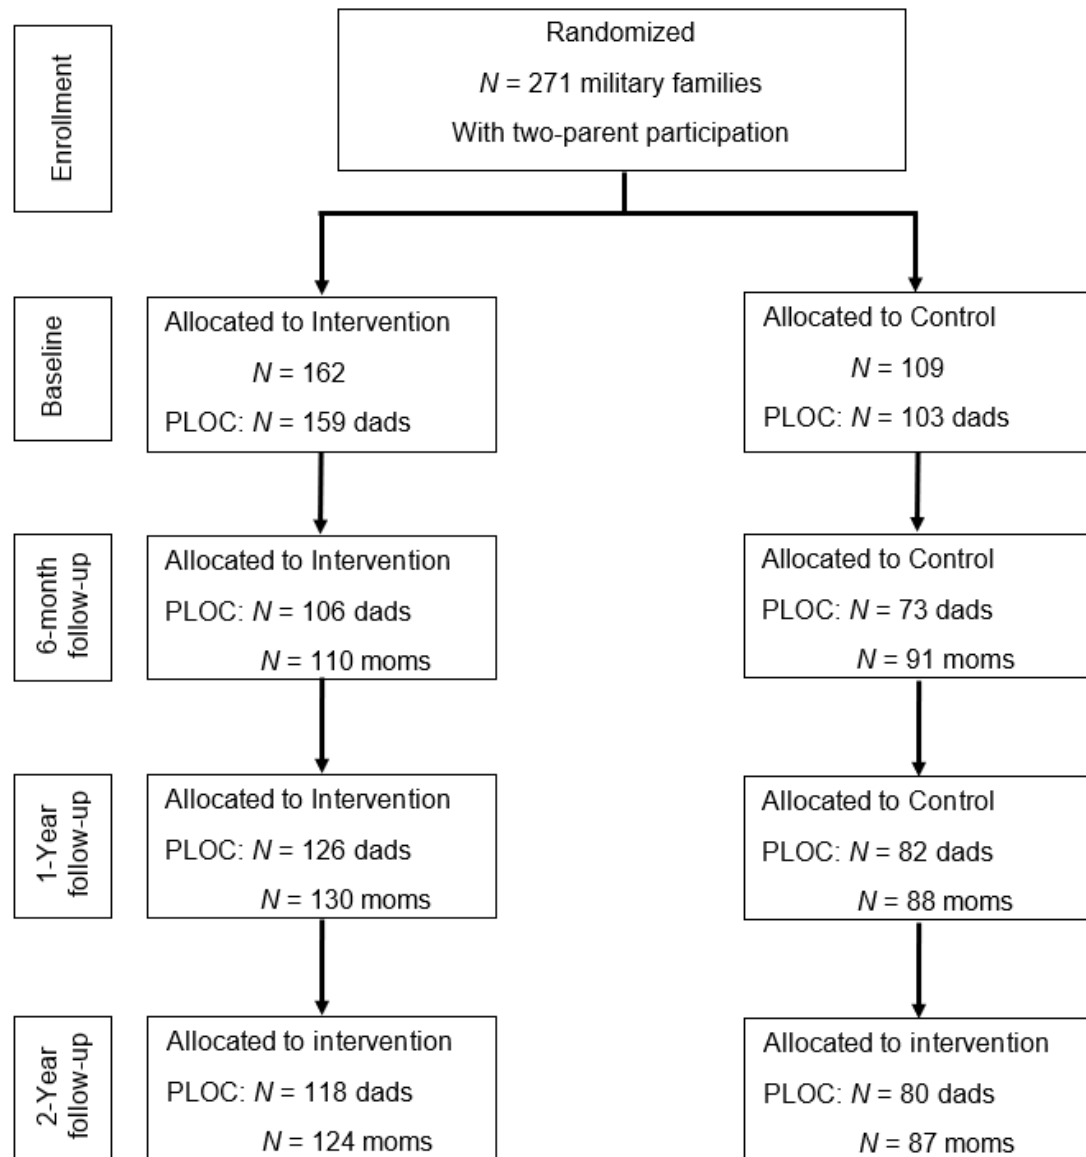 Enrollment
Randomized
N = 271 military families
With two-parent participation
Baseline
Allocated to Intervention
N = 162
PLOC: N = 159 dads
Allocated to Control
N = 109
PLOC: N = 103 dads
6-month
follow-up
Allocated to Intervention
PLOC: N = 106 dads
N = 110 moms
Allocated to Control
PLOC: N = 73 dads
N = 91 moms
1-Year
follow-up
Allocated to Intervention
PLOC: N = 126 dads
N = 130 moms
Allocated to Control
PLOC: N = 82 dads
N = 88 moms
2-Year
follow-up
Allocated to intervention
PLOC: N = 118 dads
N = 124 moms
Allocated to intervention
PLOC: N = 80 dads
N = 87 moms